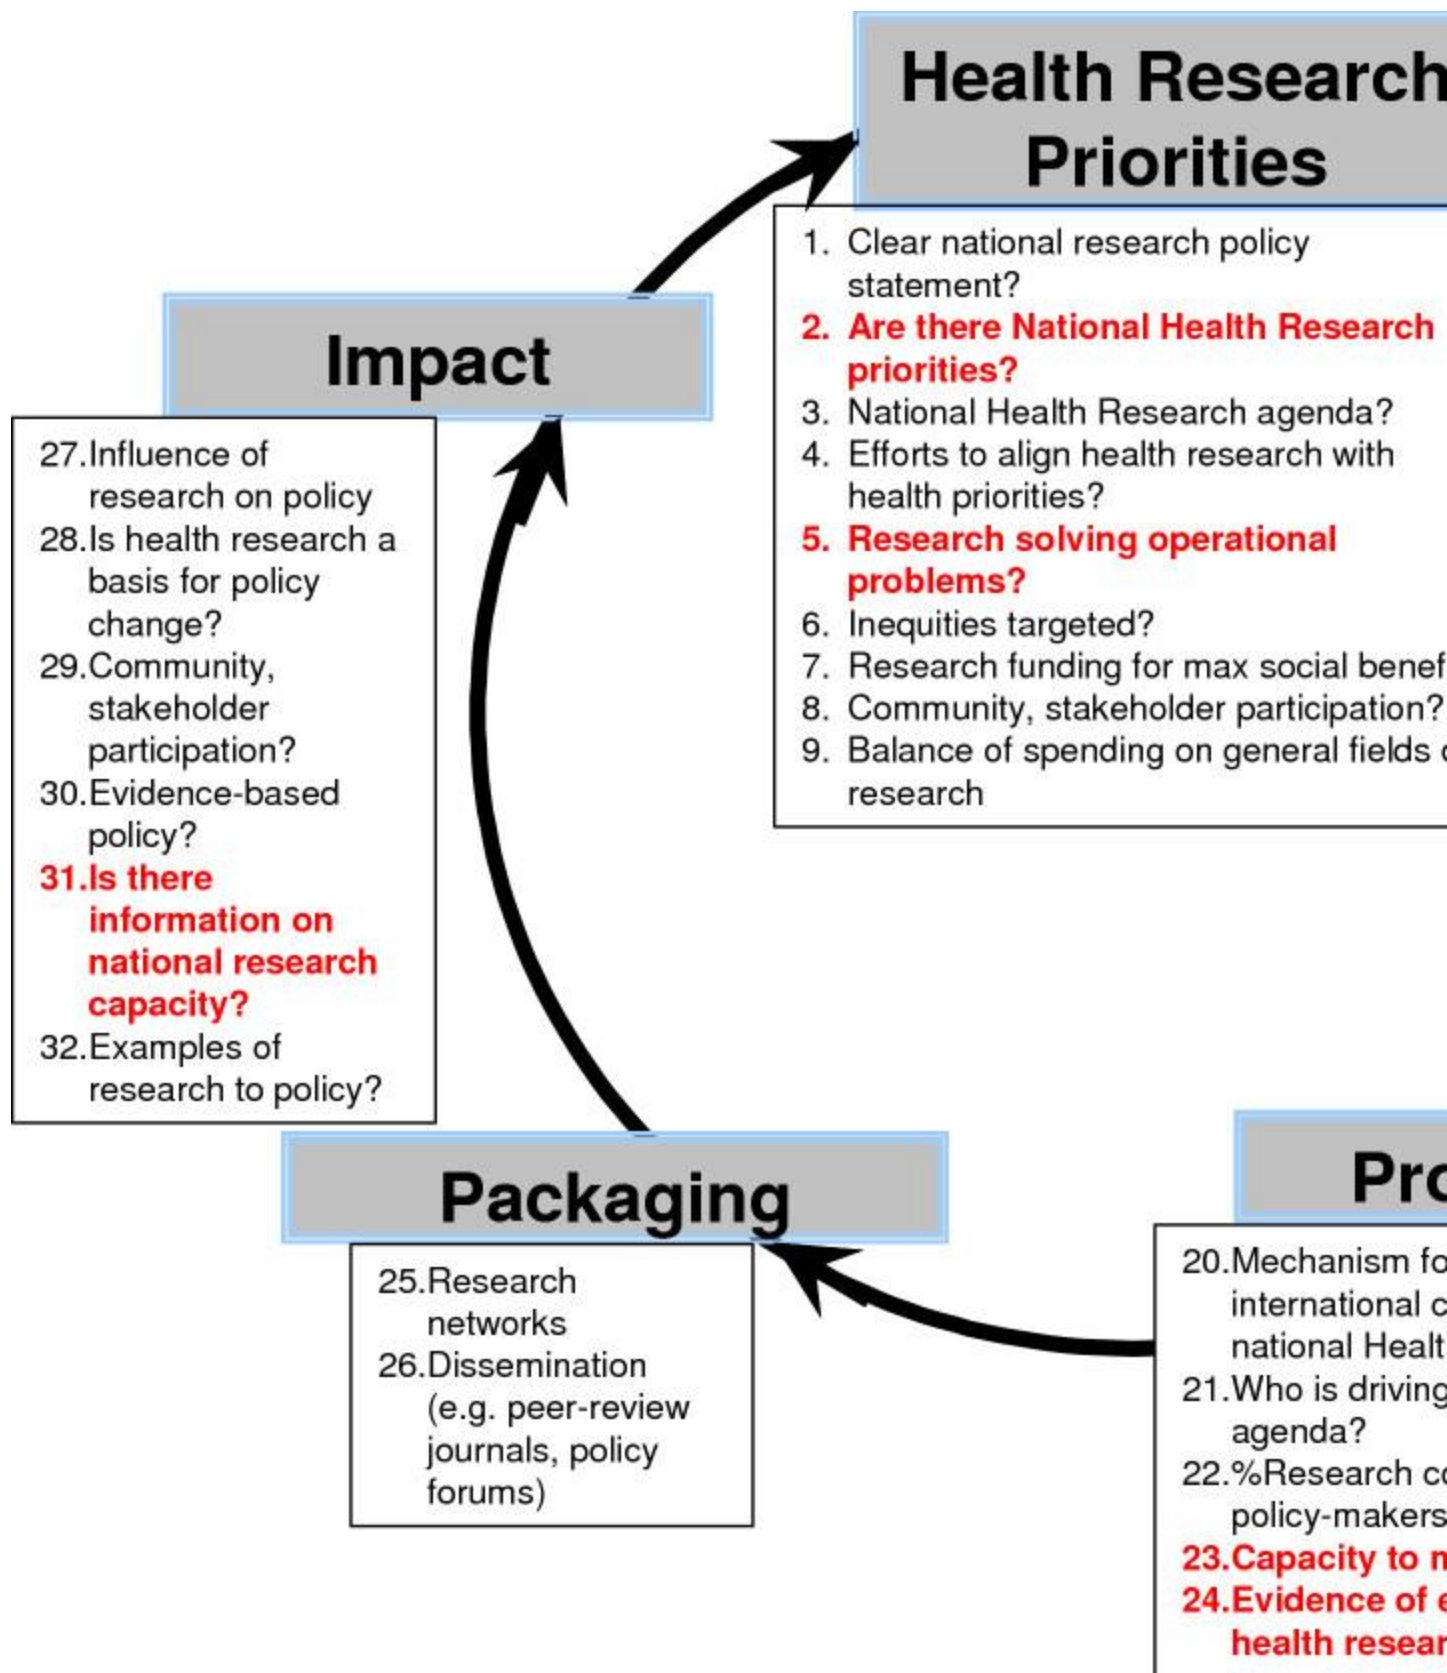 Health Research
Priorities
1. Clear national research policy
statement?
2. Are there National Health Research
priorities?
3. National Health Research agenda?
4. Efforts to align health research with
health priorities?
5. Research solving operational
problems?
6. Inequities targeted?
7. Research funding for max social
8. Community, stakeholder participation?
9. Balance of spending on general fields
research
Impact
27.Influence of
research on policy
28.Is health research a
basis for policy
change?
29.Community,
stakeholder
participation?
30.Evidence-based
policy?
31.Is there
information on
national research
capacity?
32.Examples of
research to policy?
Packaging
25.Research
networks
26.Dissemination
(e.g. peer-review
journals, policy
forums)
20.Mechanism
international
national
21.Who is driving
agenda?
22.%Research
policy-makers
23.Capacity to
24.Evidence of
health